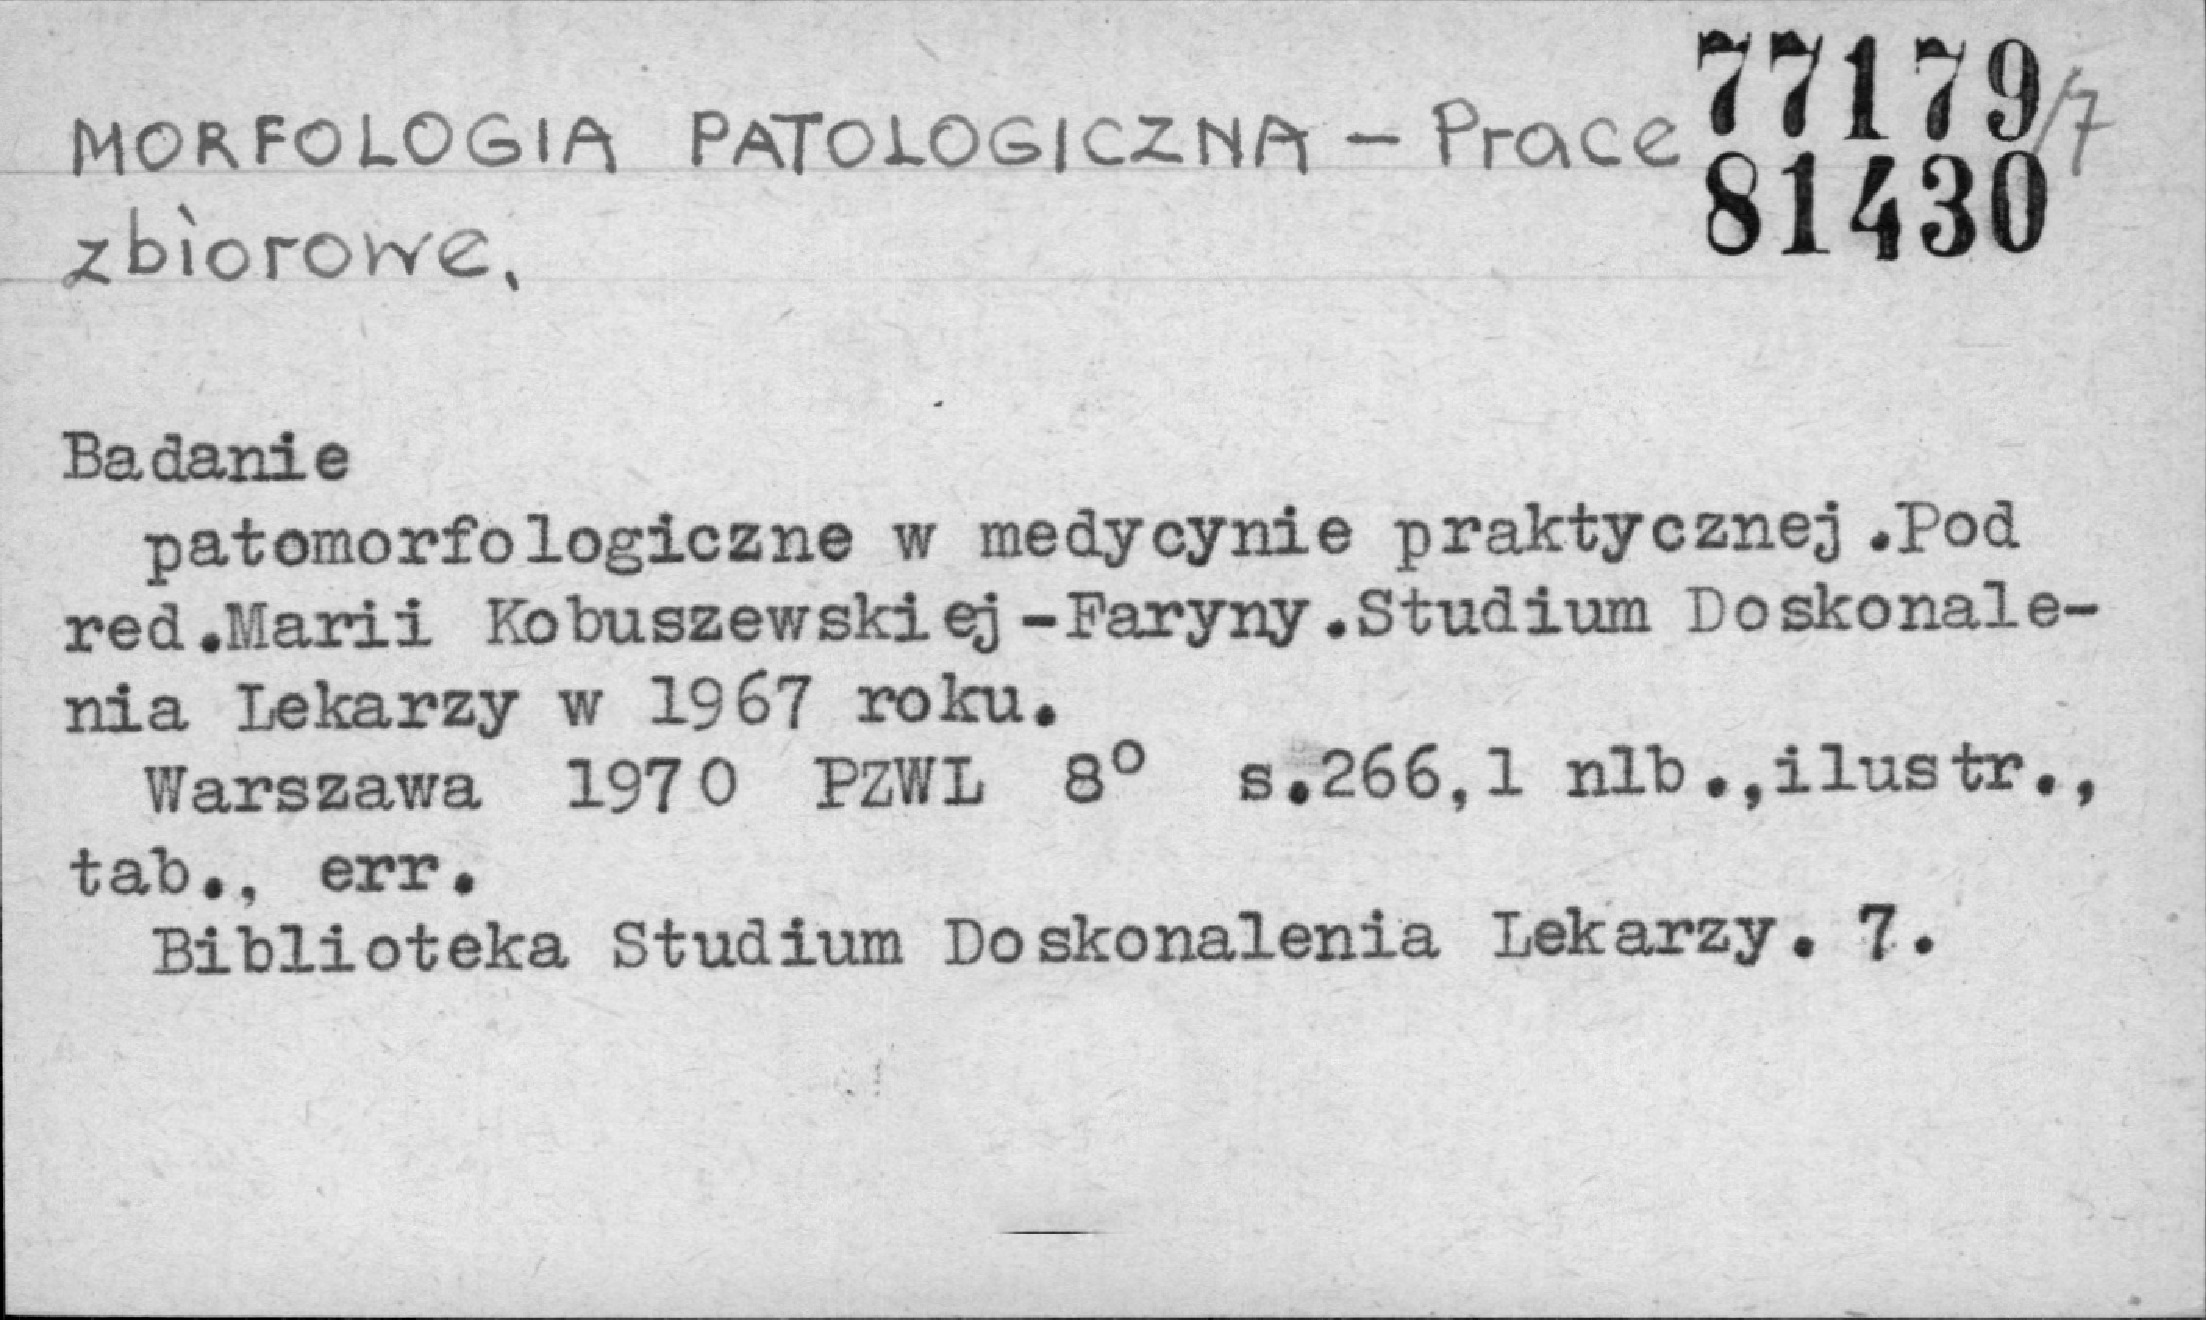 MORFOLOGIA PATOLOGICZNA - Prace
zbiorowe.
77179/7
81430
Badanie
patomorfologiczne w medycynie praktycznej.Pod
red.Marii Kobuszewskiej-Faryny.Studium Doskonale-
nia Lekarzy w 1967 roku.
Warszawa 1970 PZWL 8° s.266,1 nlb.,ilustr.,
tab., err.
Biblioteka Studium Doskonalenia Lekarzy. 7.